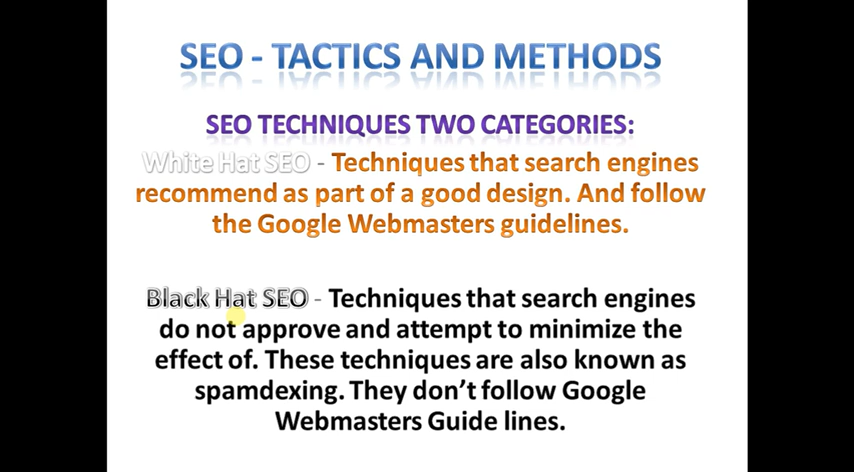 SEO - TACTICS AND METHODS
SEO TECHNIQUES TWO CATEGORIES:
White Hat SEO - Techniques that search engines
recommend as part of a good design. And follow
the Google Webmasters guidelines.
Black Hat SEO - Techniques that search engines
do not approve and attempt to minimize the
effect of. These techniques are also known as
spamdexing. They don't follow Google
Webmasters Guide lines.